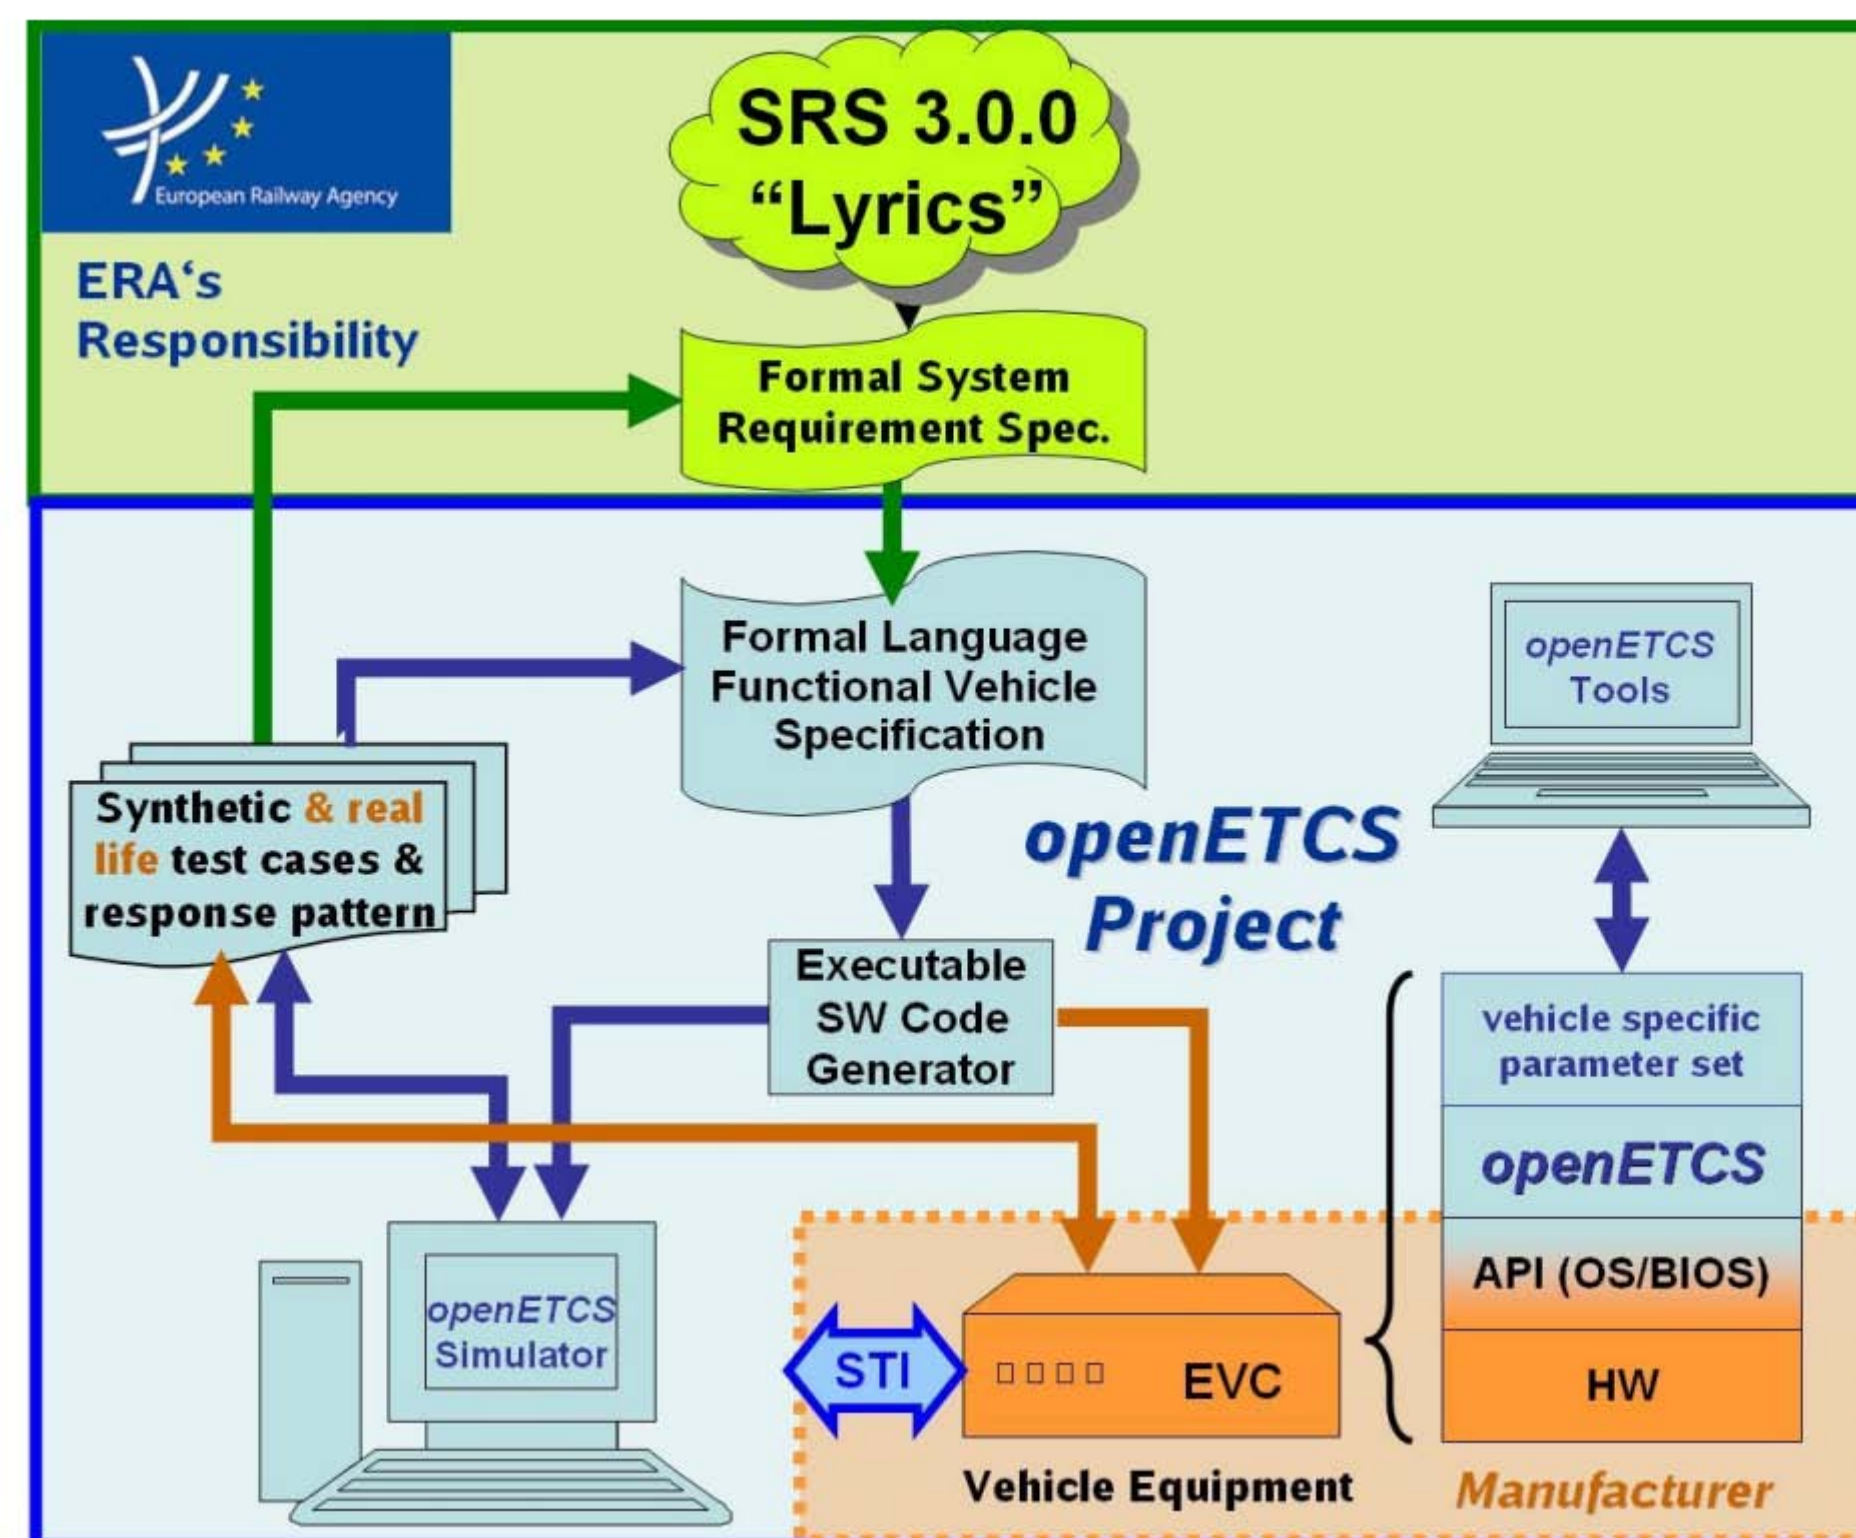 European Railway Agency
ERA‘s
Responsibility
SRS 3.0.0
“Lyrics”
Formal System
Requirement Spec.
Formal Language
Functional Vehicle
Specification
openETCS
Tools
Synthetic & real
life test cases &
response pattern
openETCS
Project
Executable
SW Code
Generator
vehicle specific
parameter set
openETCS
API (OS/BIOS)
HW
openETCS
Simulator
STI
EVC
Vehicle Equipment
Manufacturer